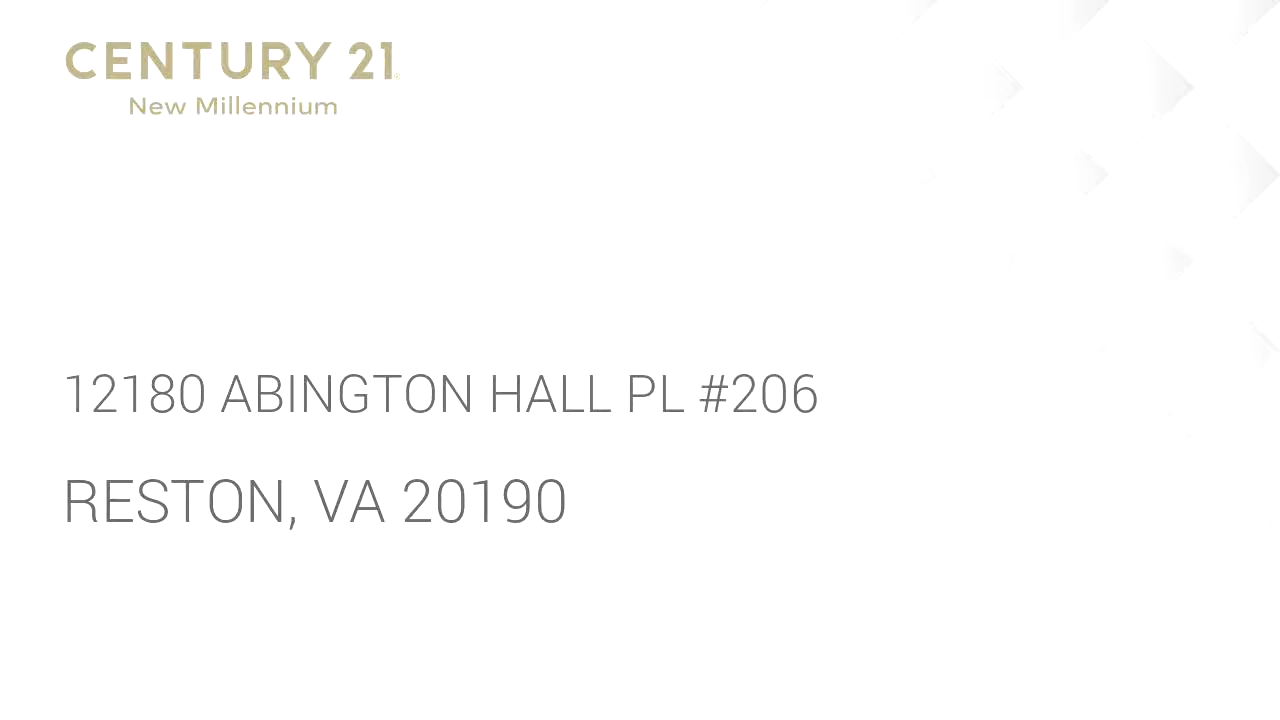 CENTURY 21
New Millennium
12180 ABINGTON HALL PL #206
RESTON, VA 20190